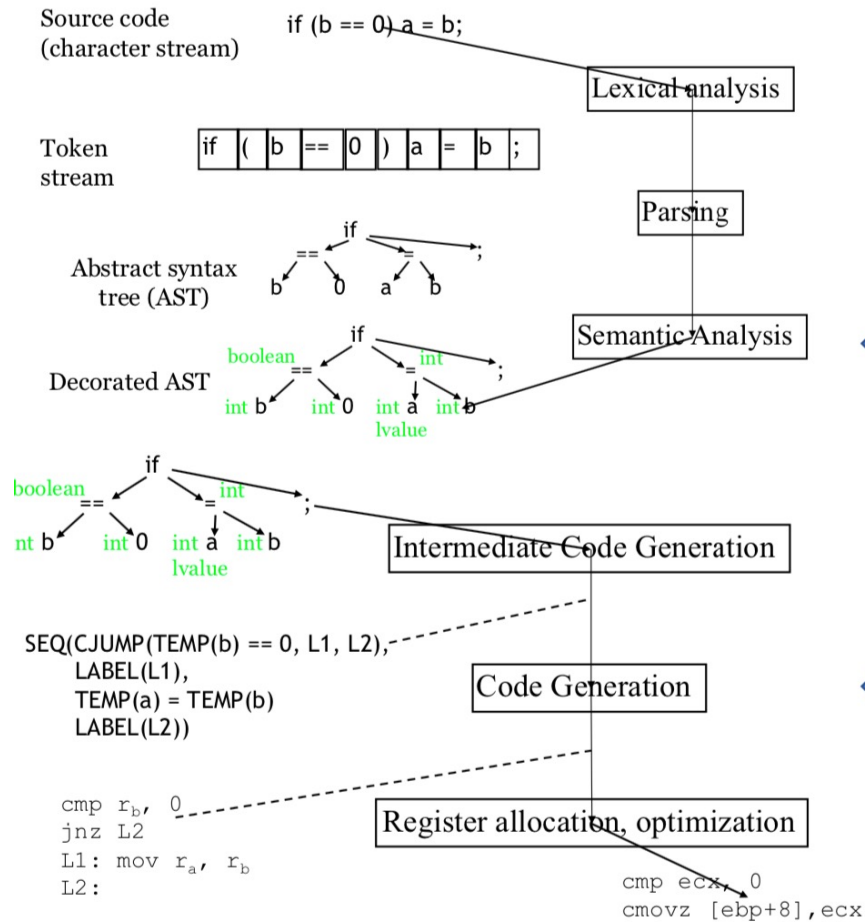 Source code
(character stream)
if (b == 0) a = b;
Lexical analysis
Token
stream
if ( b == 0 ) a = b ;
Parsing
Abstract syntax
tree (AST)
if
== = ;
b 0 a b
Semantic Analysis
Decorated AST
if
boolean == = int ;
int b int 0 int a int b
lvalue
if
boolean == = int ;
nt b int 0 int a int b
lvalue
Intermediate Code Generation
SEQ(CJUMP(TEMP(b) == 0, L1, L2),
LABEL(L1),
TEMP(a) = TEMP(b)
LABEL(L2))
Code Generation
cmp rb, 0
jnz L2
L1: mov ra, rb
L2:
Register allocation, optimization
cmp ecx, 0
cmovz [ebp+8],ecx